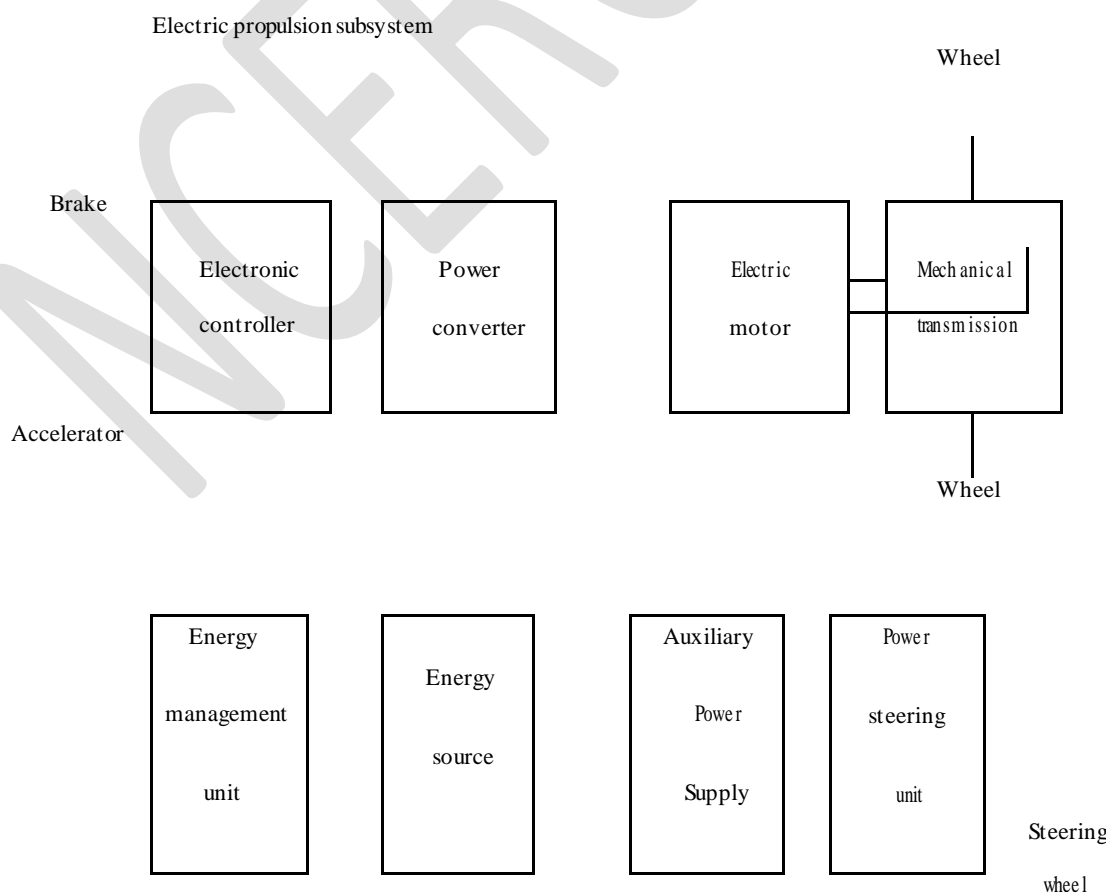 Electric propulsion subsystem
Wheel
Brake
Electronic
controller
Power
converter
Electric
motor
Mechanical
transmission
Accelerator
Wheel
Energy
management
unit
Energy
source
Auxiliary
Power
Supply
Power
steering
unit
Steering
wheel